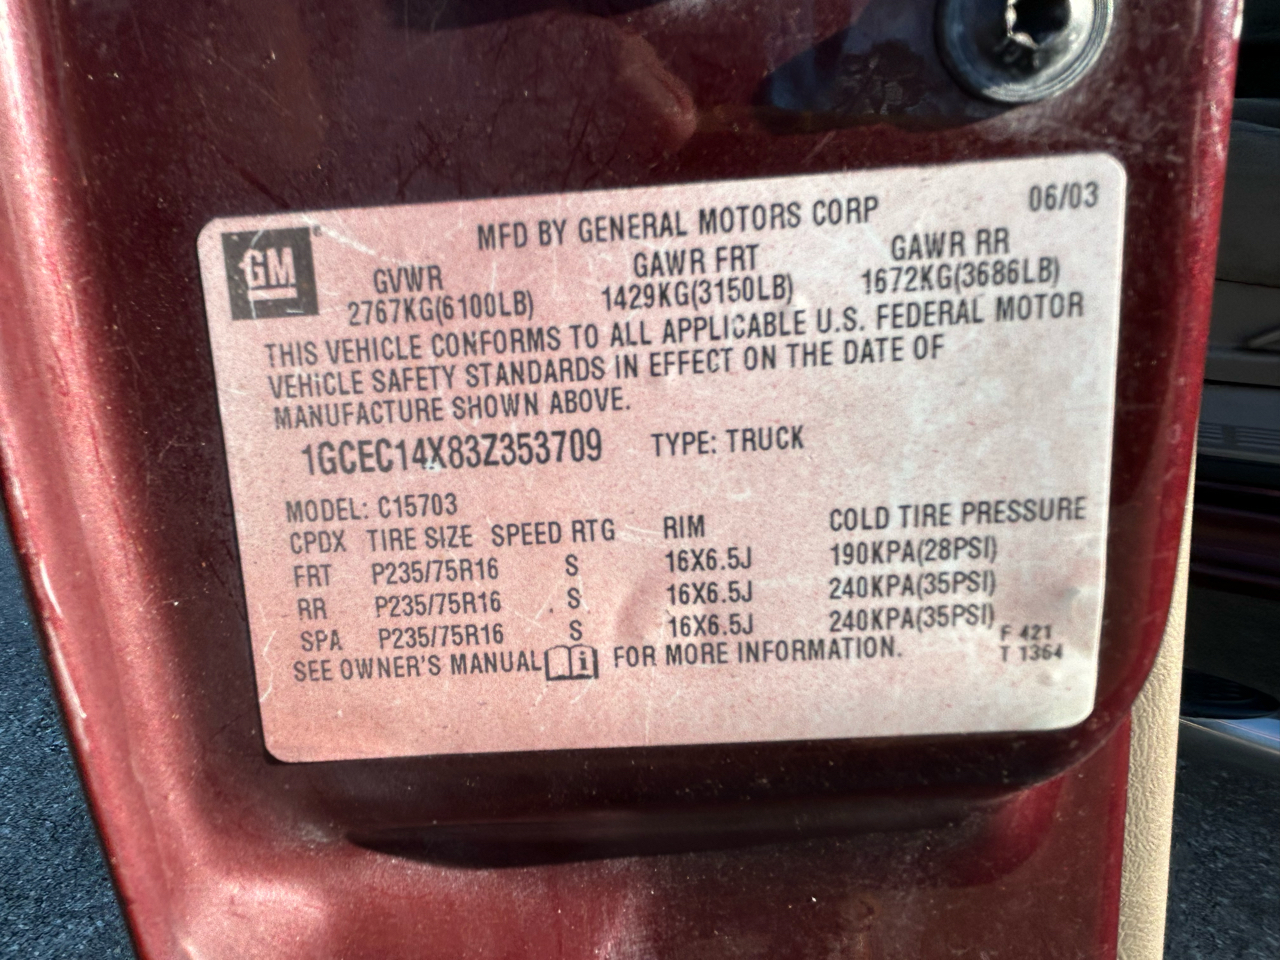 MFD BY GENERAL MOTORS CORP 06/03
GM
GVWR GAWR FRT GAWR RR
2767KG(6100LB) 1429KG(3150LB) 1672KG(3686LB)
THIS VEHICLE CONFORMS TO ALL APPLICABLE U.S. FEDERAL MOTOR
VEHICLE SAFETY STANDARDS IN EFFECT ON THE DATE OF
MANUFACTURE SHOWN ABOVE.
1GCEC14X83Z353709 TYPE: TRUCK
MODEL: C15703
CPDX TIRE SIZE SPEED RTG RIM COLD TIRE PRESSURE
FRT P235/75R16 S 16X6.5J 190KPA(28PSI)
RR P235/75R16 S 16X6.5J 240KPA(35PSI)
SPA P235/75R16 S 16X6.5J 240KPA(35PSI)
SEE OWNER'S MANUAL i FOR MORE INFORMATION.
F 421
T 1364